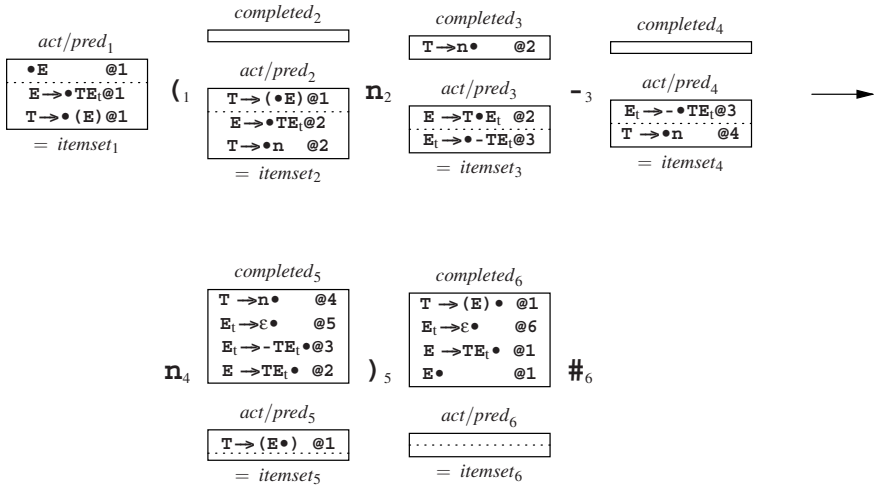 act/pred₁
•E @1
E→•TEₜ@1
T→•(E)@1
= itemset₁
(₁
completed₂
act/pred₂
T→(•E)@1
E→•TEₜ@2
T→•n @2
= itemset₂
n₂
completed₃
T→n• @2
act/pred₃
E→T•Eₜ @2
Eₜ→•-TEₜ@3
= itemset₃
-₃
completed₄
act/pred₄
Eₜ→-•TEₜ@3
T→•n @4
= itemset₄
n₄
completed₅
T→n• @4
Eₜ→ε• @5
Eₜ→-TEₜ•@3
E→TEₜ• @2
act/pred₅
T→(E•) @1
= itemset₅
)₅
completed₆
T→(E)• @1
Eₜ→ε• @6
E→TEₜ• @1
E• @1
act/pred₆
= itemset₆
#₆